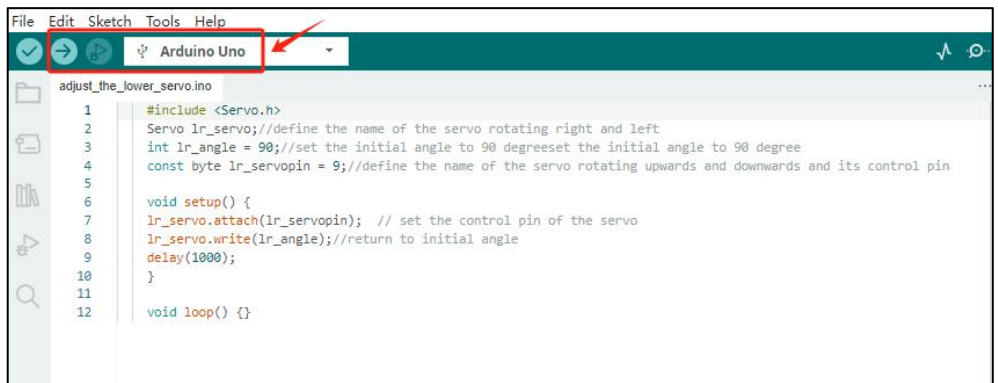 File Edit Sketch Tools Help
Arduino Uno
adjust_the_lower_servo.ino
1 #include <Servo.h>
2 Servo lr_servo;//define the name of the servo rotating right and left
3 int lr_angle = 90;//set the initial angle to 90 degreeset the initial angle to 90 degree
4 const byte lr_servopin = 9;//define the name of the servo rotating upwards and downwards and its control pin
5
6 void setup() {
7 lr_servo.attach(lr_servopin); // set the control pin of the servo
8 lr_servo.write(lr_angle);//return to initial angle
9 delay(1000);
10 }
11
12 void loop() {}